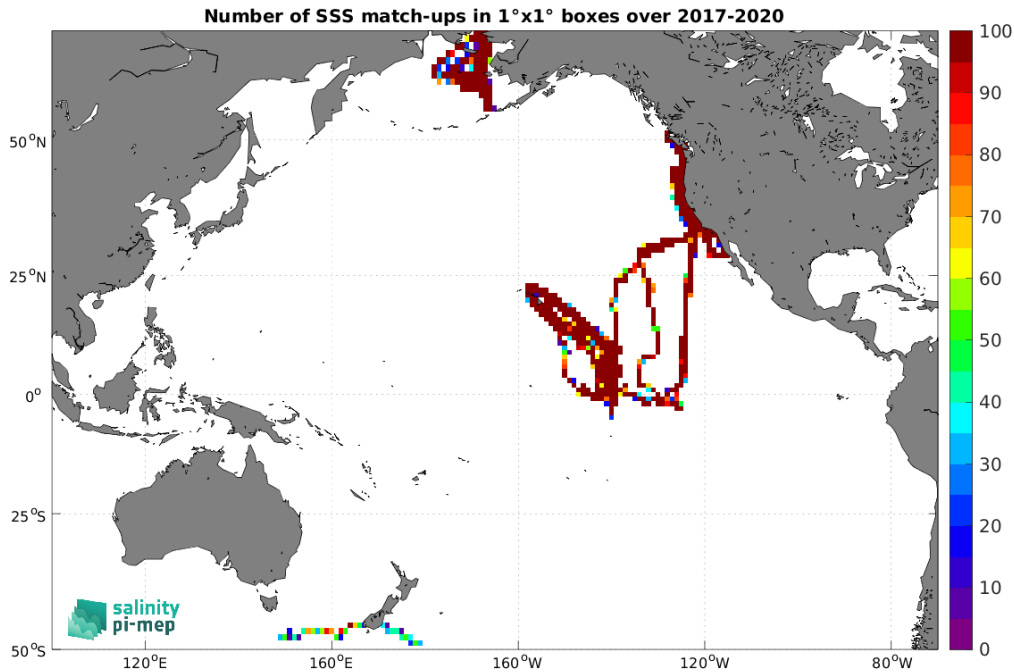 Number of SSS match-ups in 1°x1° boxes over 2017-2020
100
90
80
70
60
50
40
30
20
10
0
50°N
25°N
0°
25°S
50°S
120°E
160°E
160°W
120°W
80°W
salinity
pi-mep